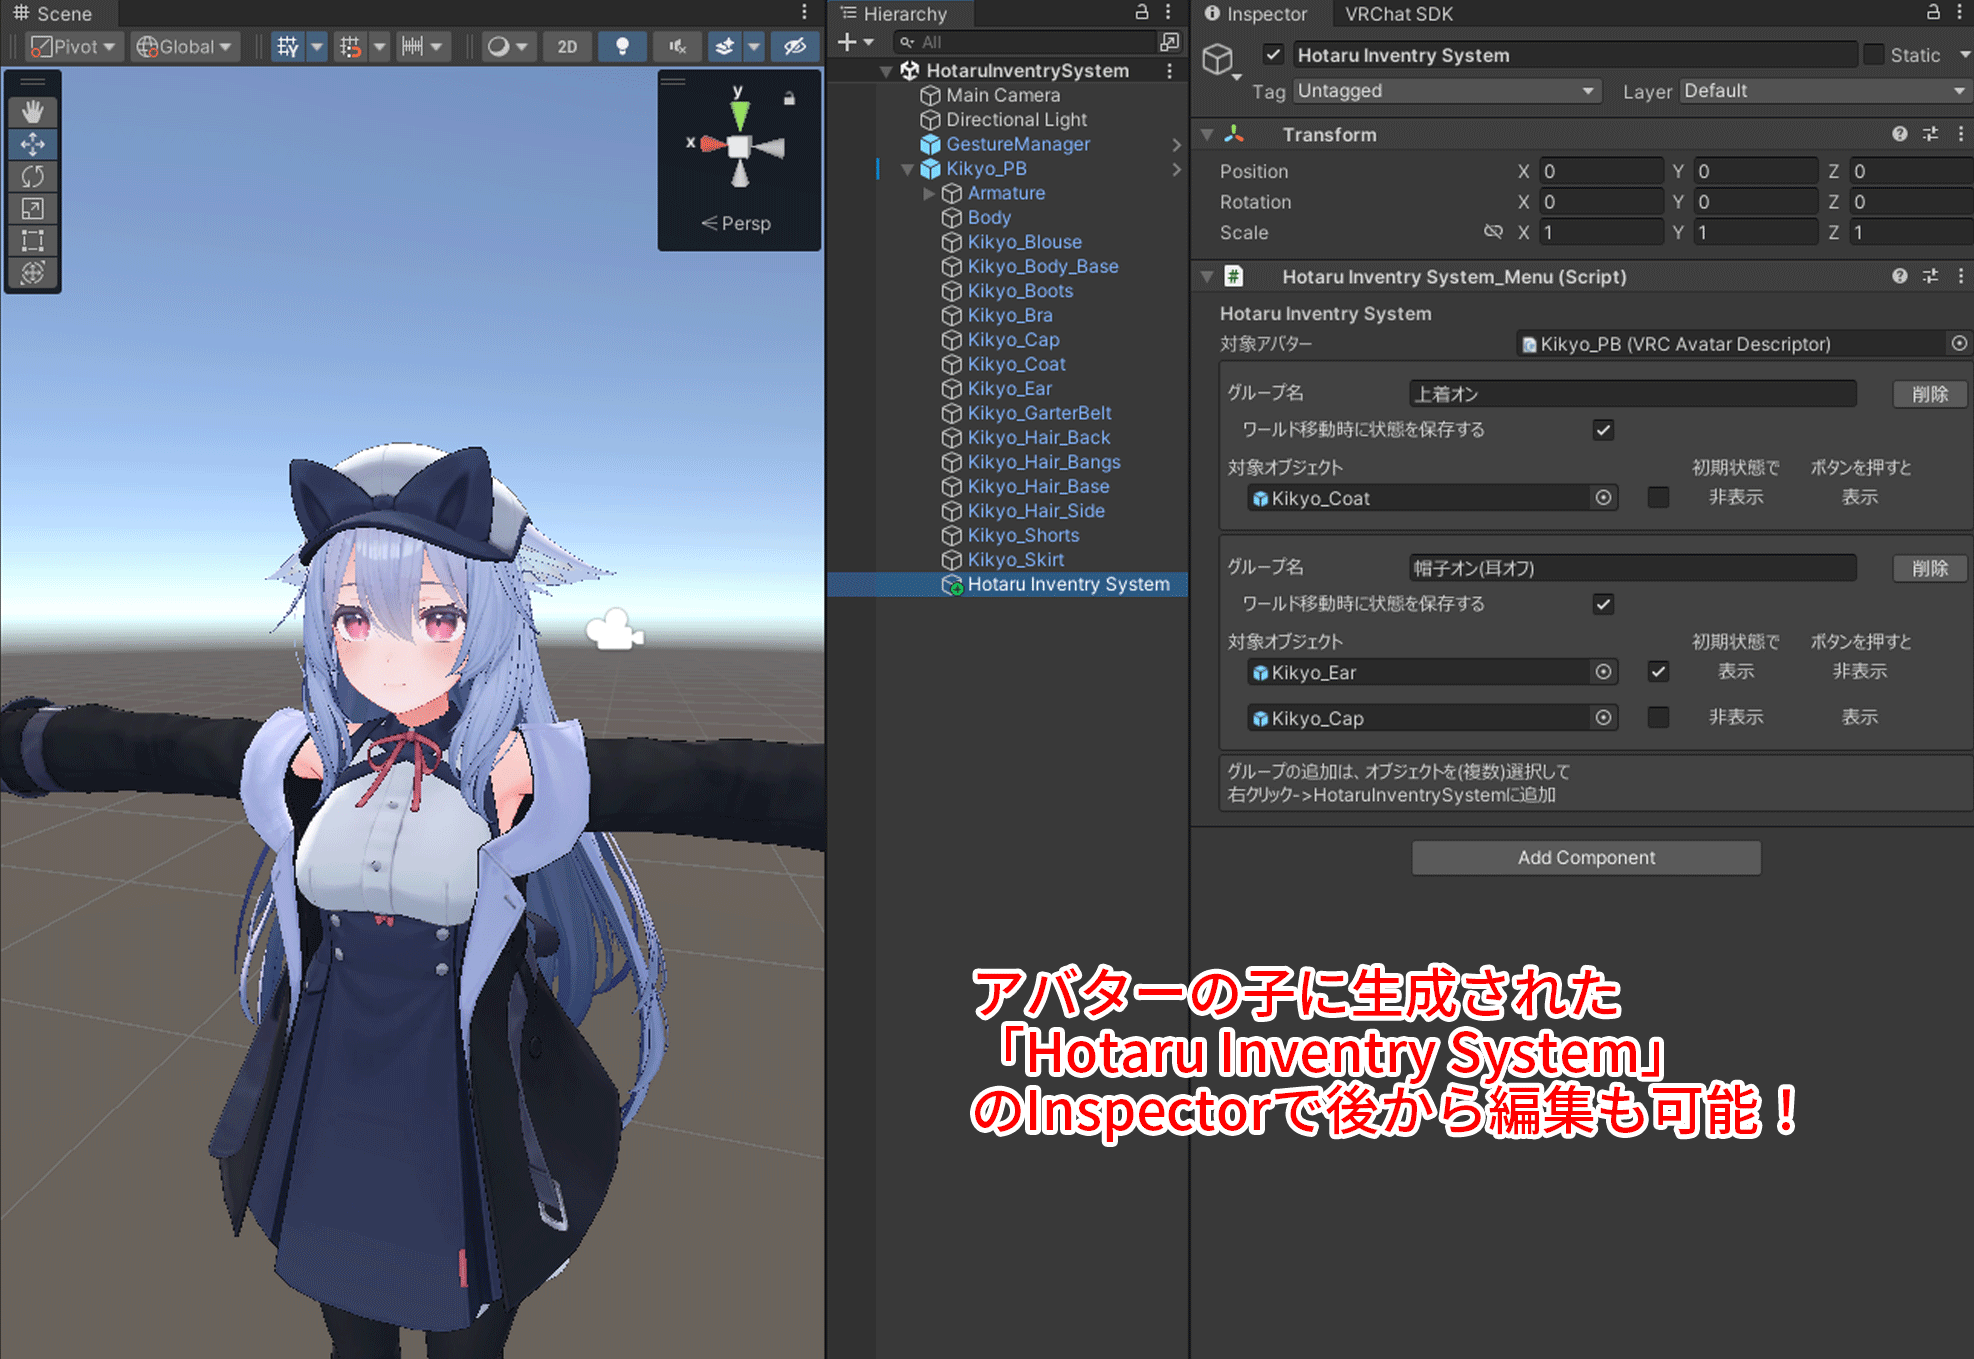 Scene
Pivot
Global
2D
y
x
Persp
Hierarchy
All
HotaruInventrySystem
Main Camera
Directional Light
GestureManager
Kikyo_PB
Armature
Body
Kikyo_Blouse
Kikyo_Body_Base
Kikyo_Boots
Kikyo_Bra
Kikyo_Cap
Kikyo_Coat
Kikyo_Ear
Kikyo_GarterBelt
Kikyo_Hair_Back
Kikyo_Hair_Bangs
Kikyo_Hair_Base
Kikyo_Hair_Side
Kikyo_Shorts
Kikyo_Skirt
Hotaru Inventry System
Inspector VRChat SDK
Hotaru Inventry System Static
Tag Untagged Layer Default
Transform
Position X 0 Y 0 Z 0
Rotation X 0 Y 0 Z 0
Scale X 1 Y 1 Z 1
# Hotaru Inventry System_Menu (Script)
Hotaru Inventry System
対象アバター Kikyo_PB (VRC Avatar Descriptor)
グループ名 上着オン 削除
ワールド移動時に状態を保存する
対象オブジェクト 初期状態で ボタンを押すと
Kikyo_Coat 非表示 表示
グループ名 帽子オン(耳オフ) 削除
ワールド移動時に状態を保存する
対象オブジェクト 初期状態で ボタンを押すと
Kikyo_Ear 表示 非表示
Kikyo_Cap 非表示 表示
グループの追加は、オブジェクトを(複数)選択して
右クリック->HotaruInventrySystemに追加
Add Component
アバターの子に生成された
「Hotaru Inventry System」
のInspectorで後から編集も可能！